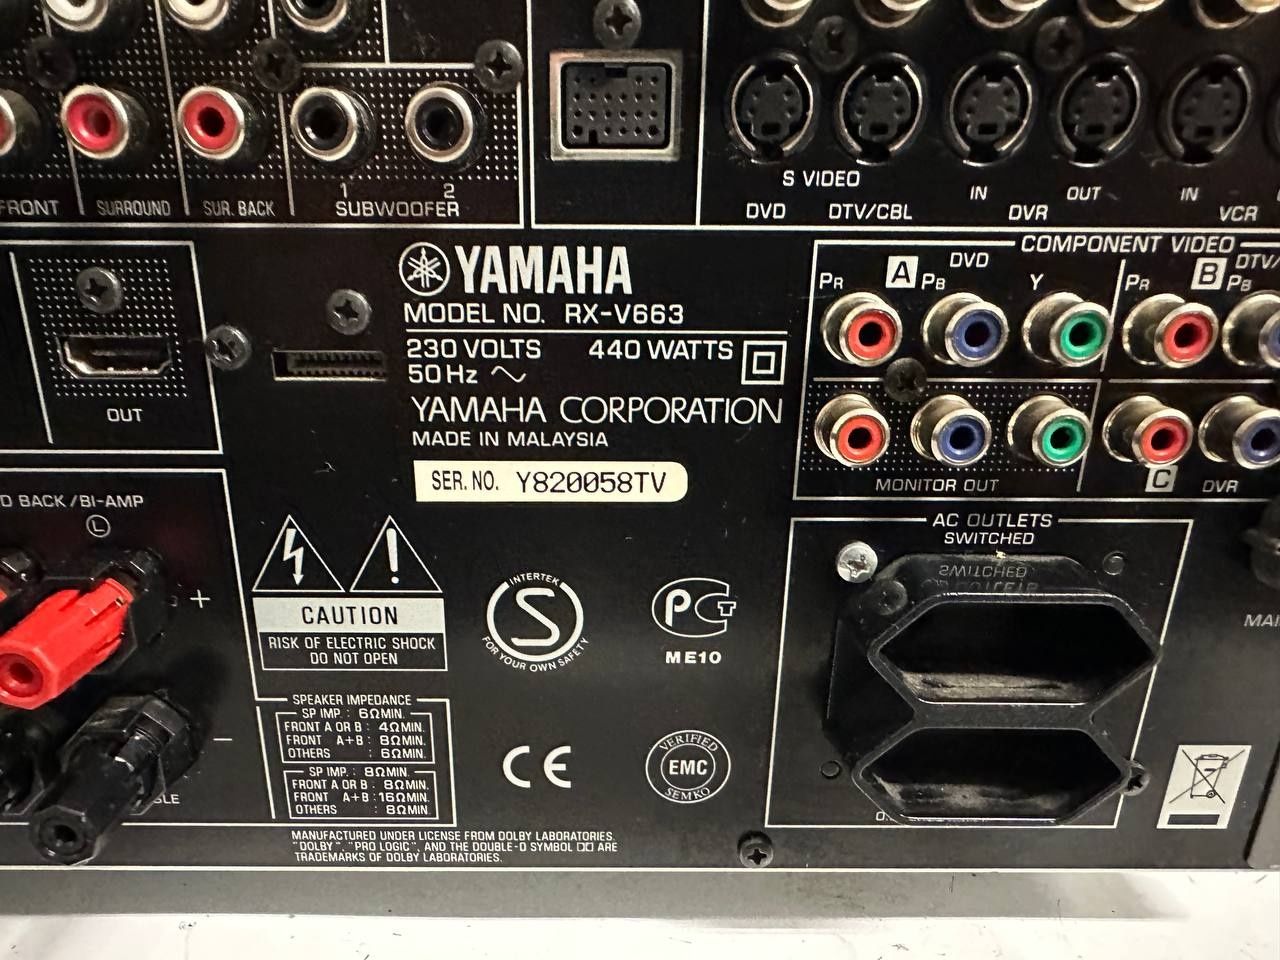 FRONT
SURROUND
SUR. BACK
1
2
SUBWOOFER
S VIDEO
DVD
DTV/CBL
IN
DVR
OUT
IN
VCR
OUT
YAMAHA
MODEL NO. RX-V663
230 VOLTS 440 WATTS
50 Hz ~
YAMAHA CORPORATION
MADE IN MALAYSIA
SER. NO. Y820058TV
COMPONENT VIDEO
PR A PB DVD Y
PR B PB DTV/
MONITOR OUT
C DVR
D BACK /BI-AMP
L
+
−
CAUTION
RISK OF ELECTRIC SHOCK
DO NOT OPEN
INTERTEK
S
FOR YOUR OWN SAFETY
PCT
ME10
CE
VERIFIED
EMC
SEMKO
SPEAKER IMPEDANCE
SP IMP. : 6ΩMIN.
FRONT A OR B : 4ΩMIN.
FRONT A+B : 8ΩMIN.
OTHERS : 6ΩMIN.
SP IMP. : 8ΩMIN.
FRONT A OR B : 8ΩMIN.
FRONT A+B : 16ΩMIN.
OTHERS : 8ΩMIN.
MANUFACTURED UNDER LICENSE FROM DOLBY LABORATORIES.
"DOLBY", "PRO LOGIC", AND THE DOUBLE-D SYMBOL ARE
TRADEMARKS OF DOLBY LABORATORIES.
AC OUTLETS
SWITCHED
SWITCHED
MAI